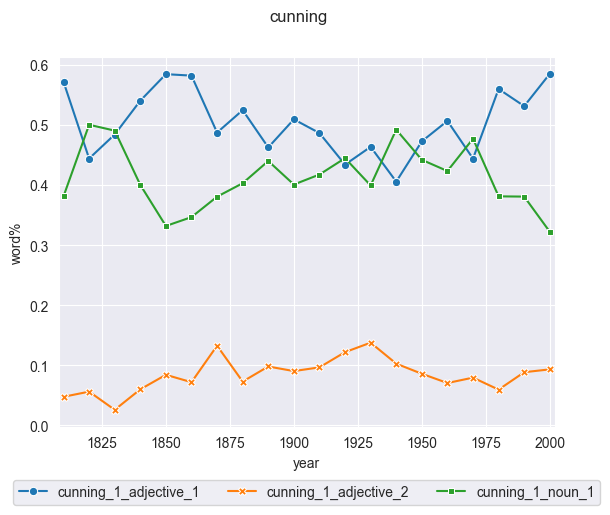 cunning
0.6
0.5
0.4
0.3
0.2
0.1
0.0
word%
1825 1850 1875 1900 1925 1950 1975 2000
year
cunning_1_adjective_1 cunning_1_adjective_2 cunning_1_noun_1